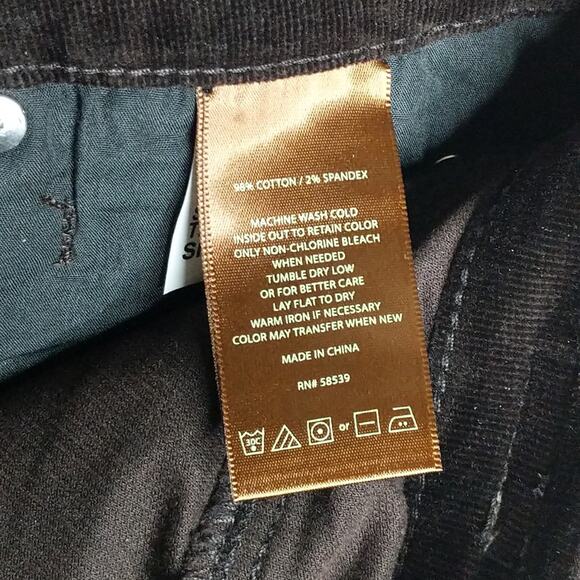 98% COTTON / 2% SPANDEX
MACHINE WASH COLD
INSIDE OUT TO RETAIN COLOR
ONLY NON-CHLORINE BLEACH
WHEN NEEDED
TUMBLE DRY LOW
OR FOR BETTER CARE
LAY FLAT TO DRY
WARM IRON IF NECESSARY
COLOR MAY TRANSFER WHEN NEW
MADE IN CHINA
RN# 58539
30C or